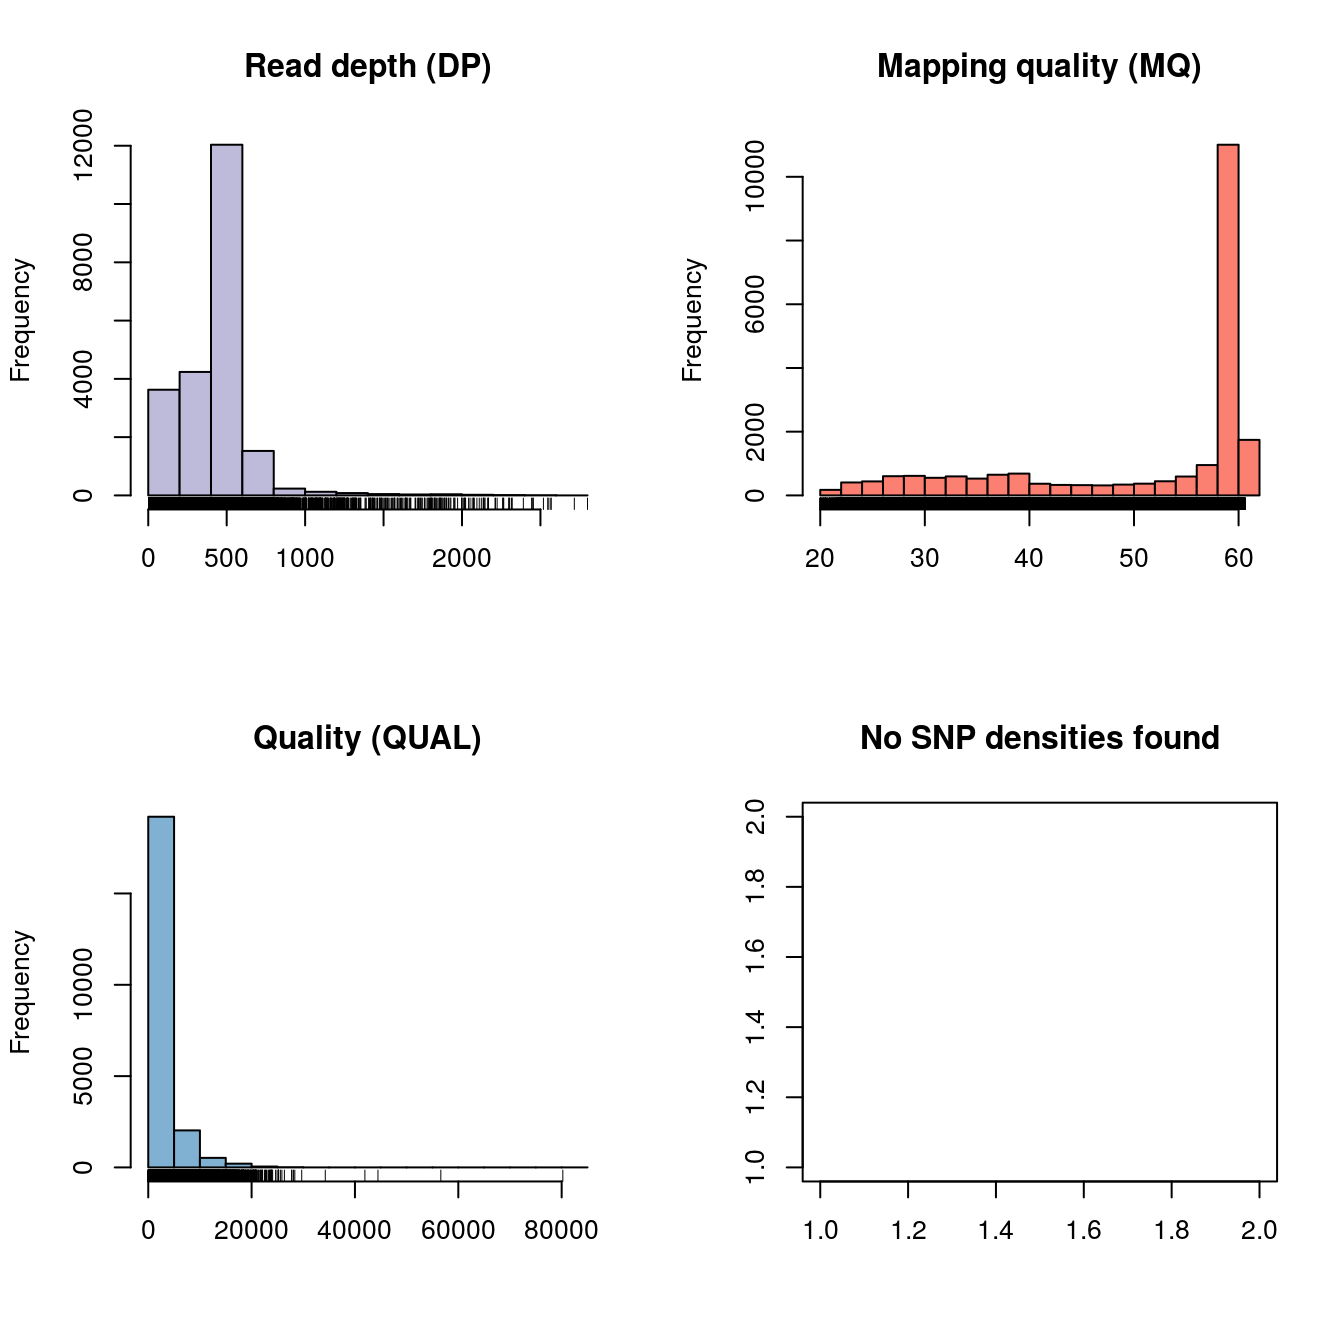 Read depth (DP)
Frequency
12000
8000
4000
0
0 500 1000 2000
Mapping quality (MQ)
Frequency
10000
6000
2000
0
20 30 40 50 60
Quality (QUAL)
Frequency
10000
5000
0
0 20000 40000 60000 80000
No SNP densities found
2.0
1.8
1.6
1.4
1.2
1.0
1.0 1.2 1.4 1.6 1.8 2.0